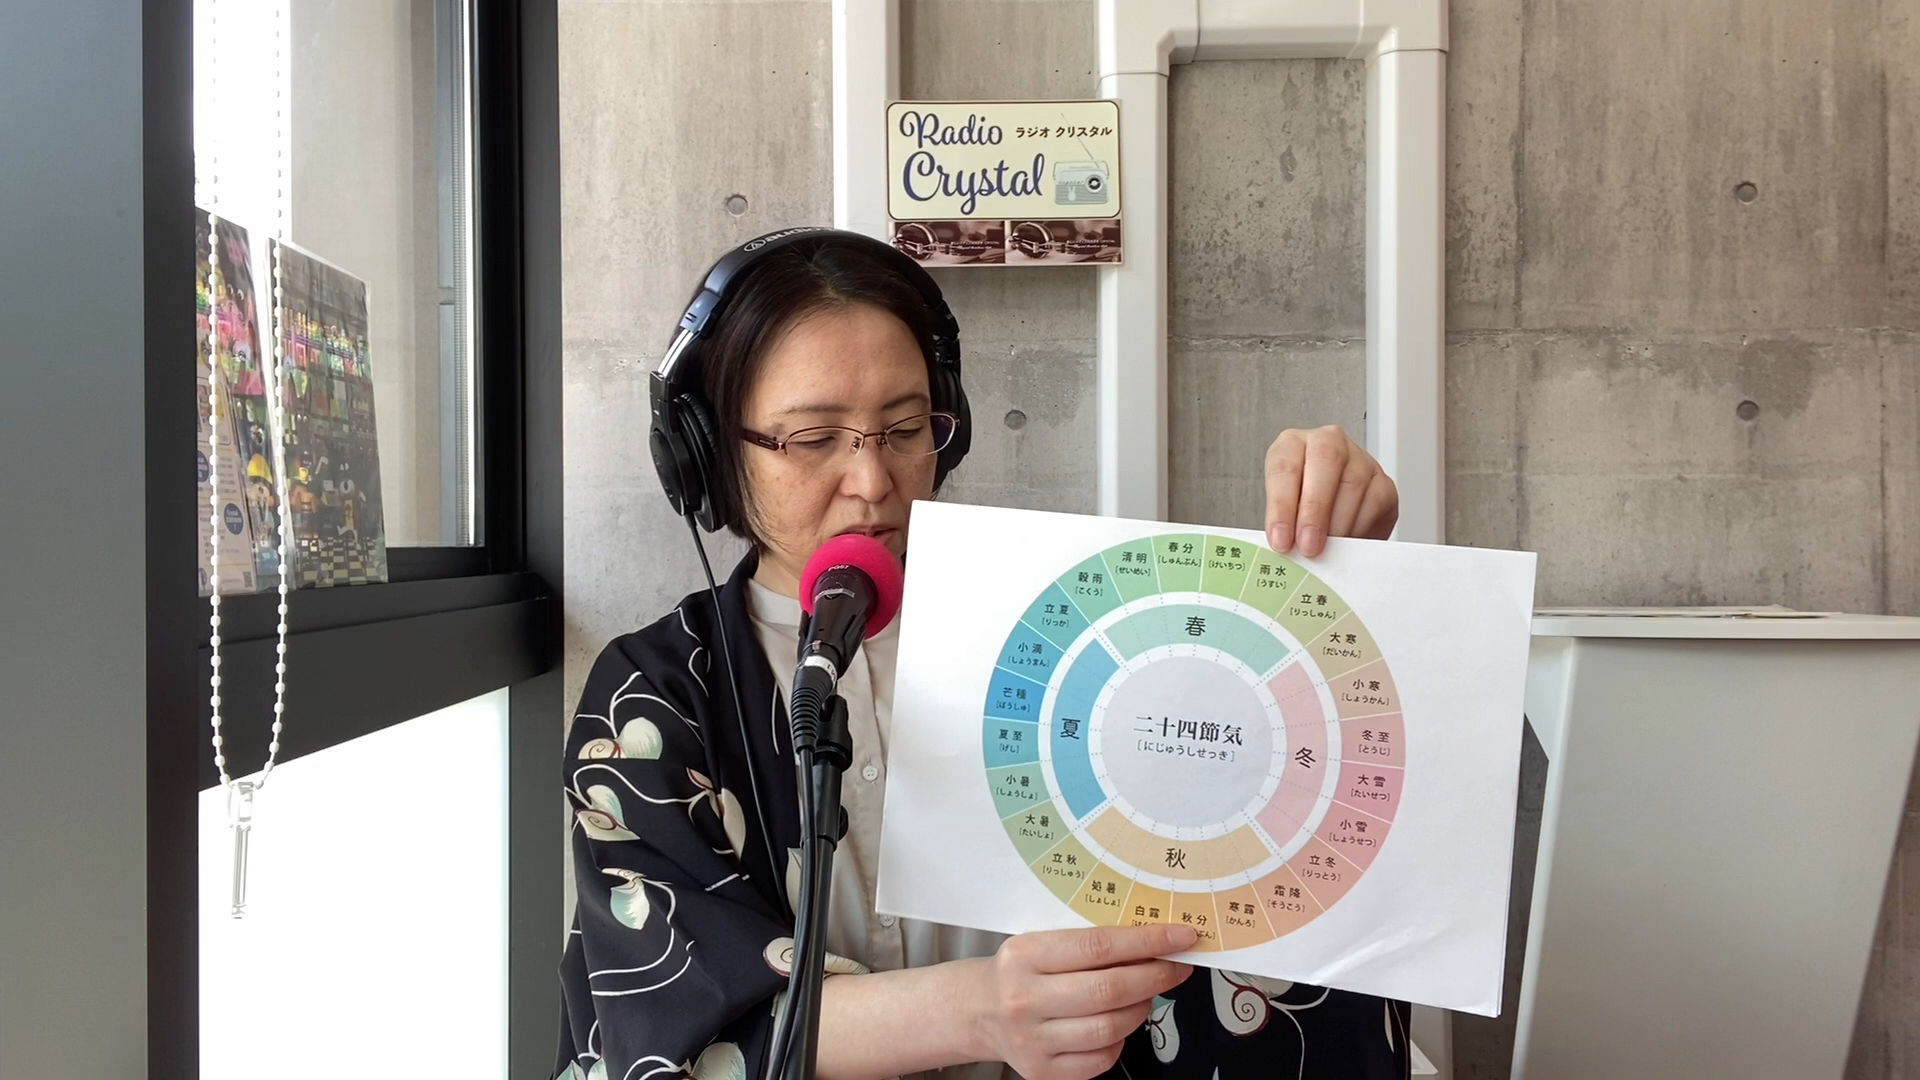 Radio ラジオ クリスタル
Crystal
audio
PG57
春分
[しゅんぶん]
啓蟄
[けいちつ]
雨水
[うすい]
立春
[りっしゅん]
大寒
[だいかん]
小寒
[しょうかん]
冬至
[とうじ]
大雪
[たいせつ]
小雪
[しょうせつ]
立冬
[りっとう]
霜降
[そうこう]
寒露
[かんろ]
秋分
ぶん]
白露
処暑
[しょしょ]
立秋
[りっしゅう]
大暑
[たいしょ]
小暑
[しょうしょ]
夏至
[げし]
芒種
[ぼうしゅ]
小満
[しょうまん]
立夏
[りっか]
穀雨
[こくう]
清明
[せいめい]
春
冬
秋
夏
二十四節気
[にじゅうしせっき]